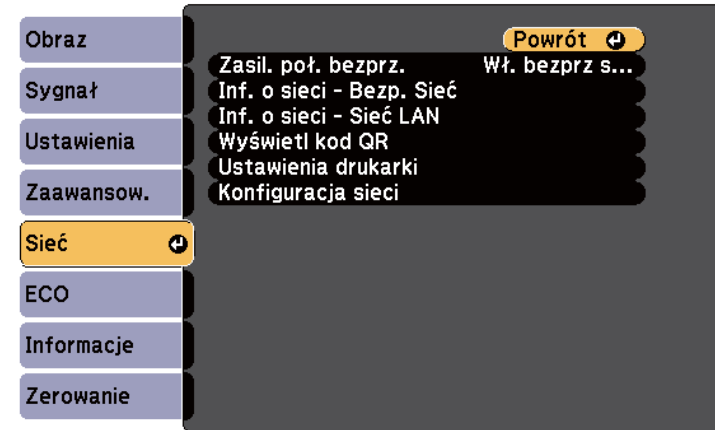 Obraz
Sygnał
Ustawienia
Zaawansow.
Sieć
ECO
Informacje
Zerowanie
Powrót
Zasil. poł. bezprz. Wł. bezprz s...
Inf. o sieci - Bezp. Sieć
Inf. o sieci - Sieć LAN
Wyświetl kod QR
Ustawienia drukarki
Konfiguracja sieci